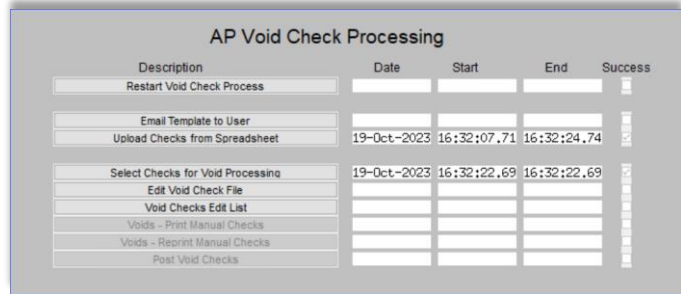 AP Void Check Processing
Description Date Start End Success
Restart Void Check Process
Email Template to User
Upload Checks from Spreadsheet 19-Oct-2023 16:32:07.71 16:32:24.74
Select Checks for Void Processing 19-Oct-2023 16:32:22.69 16:32:22.69
Edit Void Check File
Void Checks Edit List
Voids - Print Manual Checks
Voids - Reprint Manual Checks
Post Void Checks